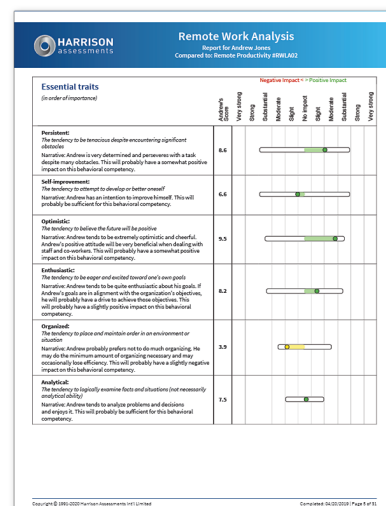 HARRISON
assessments
Remote Work Analysis
Report for Andrew Jones
Compared to: Remote Productivity #RWLA02
Essential traits
(in order of importance)
Negative Impact < > Positive Impact
Andrew's
Score
Very strong
Strong
Substantial
Moderate
Slight
No impact
Slight
Moderate
Substantial
Strong
Very strong
Persistent:
The tendency to be tenacious despite encountering significant
obstacles
Narrative: Andrew is very determined and perseveres with a task
despite many obstacles. This will probably have a somewhat positive
impact on this behavioral competency.
8.6
Self-improvement:
The tendency to attempt to develop or better oneself
Narrative: Andrew has an intention to improve himself. This will
probably be sufficient for this behavioral competency.
6.6
Optimistic:
The tendency to believe the future will be positive
Narrative: Andrew tends to be extremely optimistic and cheerful.
Andrew's positive attitude will be very beneficial when dealing with
staff and co-workers. This will probably have a somewhat positive
impact on this behavioral competency.
9.5
Enthusiastic:
The tendency to be eager and excited toward one's own goals
Narrative: Andrew tends to be quite enthusiastic about his goals. If
Andrew's goals are in alignment with the organization's objectives,
he will probably have a drive to achieve those objectives. This
will probably have a slightly positive impact on this behavioral
competency.
8.2
Organized:
The tendency to place and maintain order in an environment or
situation
Narrative: Andrew probably prefers not to do much organizing. He
may do the minimum amount of organizing necessary and may
occasionally lose efficiency. This will probably have a slightly negative
impact on this behavioral competency.
3.9
Analytical:
The tendency to logically examine facts and situations (not necessarily
analytical ability)
Narrative: Andrew tends to analyze problems and decisions
and enjoys it. This will probably be sufficient for this behavioral
competency.
7.5
Copyright © 1991-2020 Harrison Assessments Int'l Limited
Completed: 04/20/2019 | Page 5 of 31